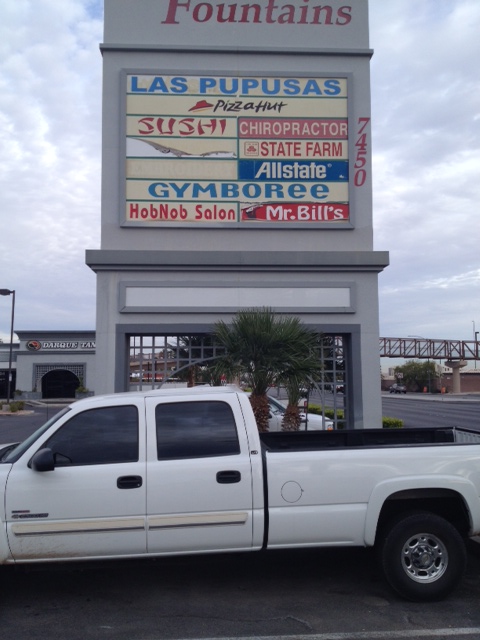 Fountains
LAS PUPUSAS
Pizza Hut
SUSHI CHIROPRACTOR
STATE FARM
Allstate
GYMBOREE
HobNob Salon Mr. Bill's
7450
DARQUE TAN